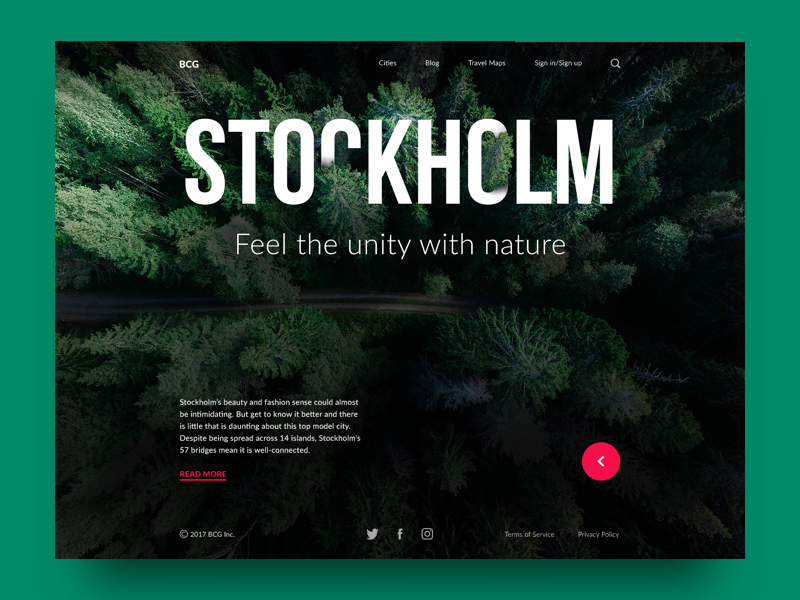 BCG
Cities
Blog
Travel Maps
Sign in/Sign up
STOCKHOLM
Feel the unity with nature
Stockholm's beauty and fashion sense could almost
be intimidating. But get to know it better and there
is little that is daunting about this top model city.
Despite being spread across 14 islands, Stockholm's
57 bridges mean it is well-connected.
READ MORE
© 2017 BCG Inc.
Terms of Service
Privacy Policy